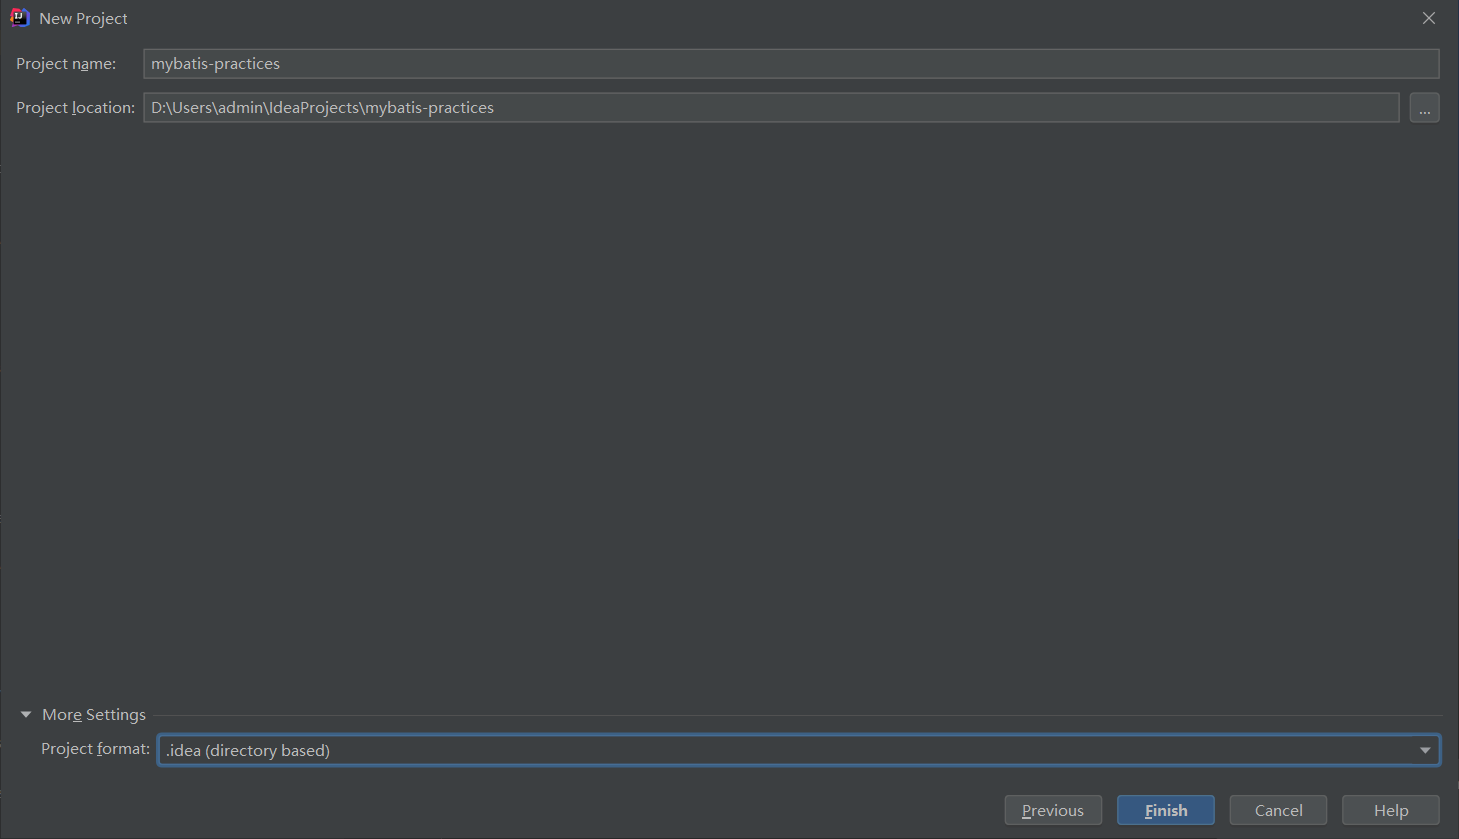 New Project
Project name: mybatis-practices
Project location: D:\Users\admin\IdeaProjects\mybatis-practices ...
More Settings
Project format: .idea (directory based)
Previous Finish Cancel Help